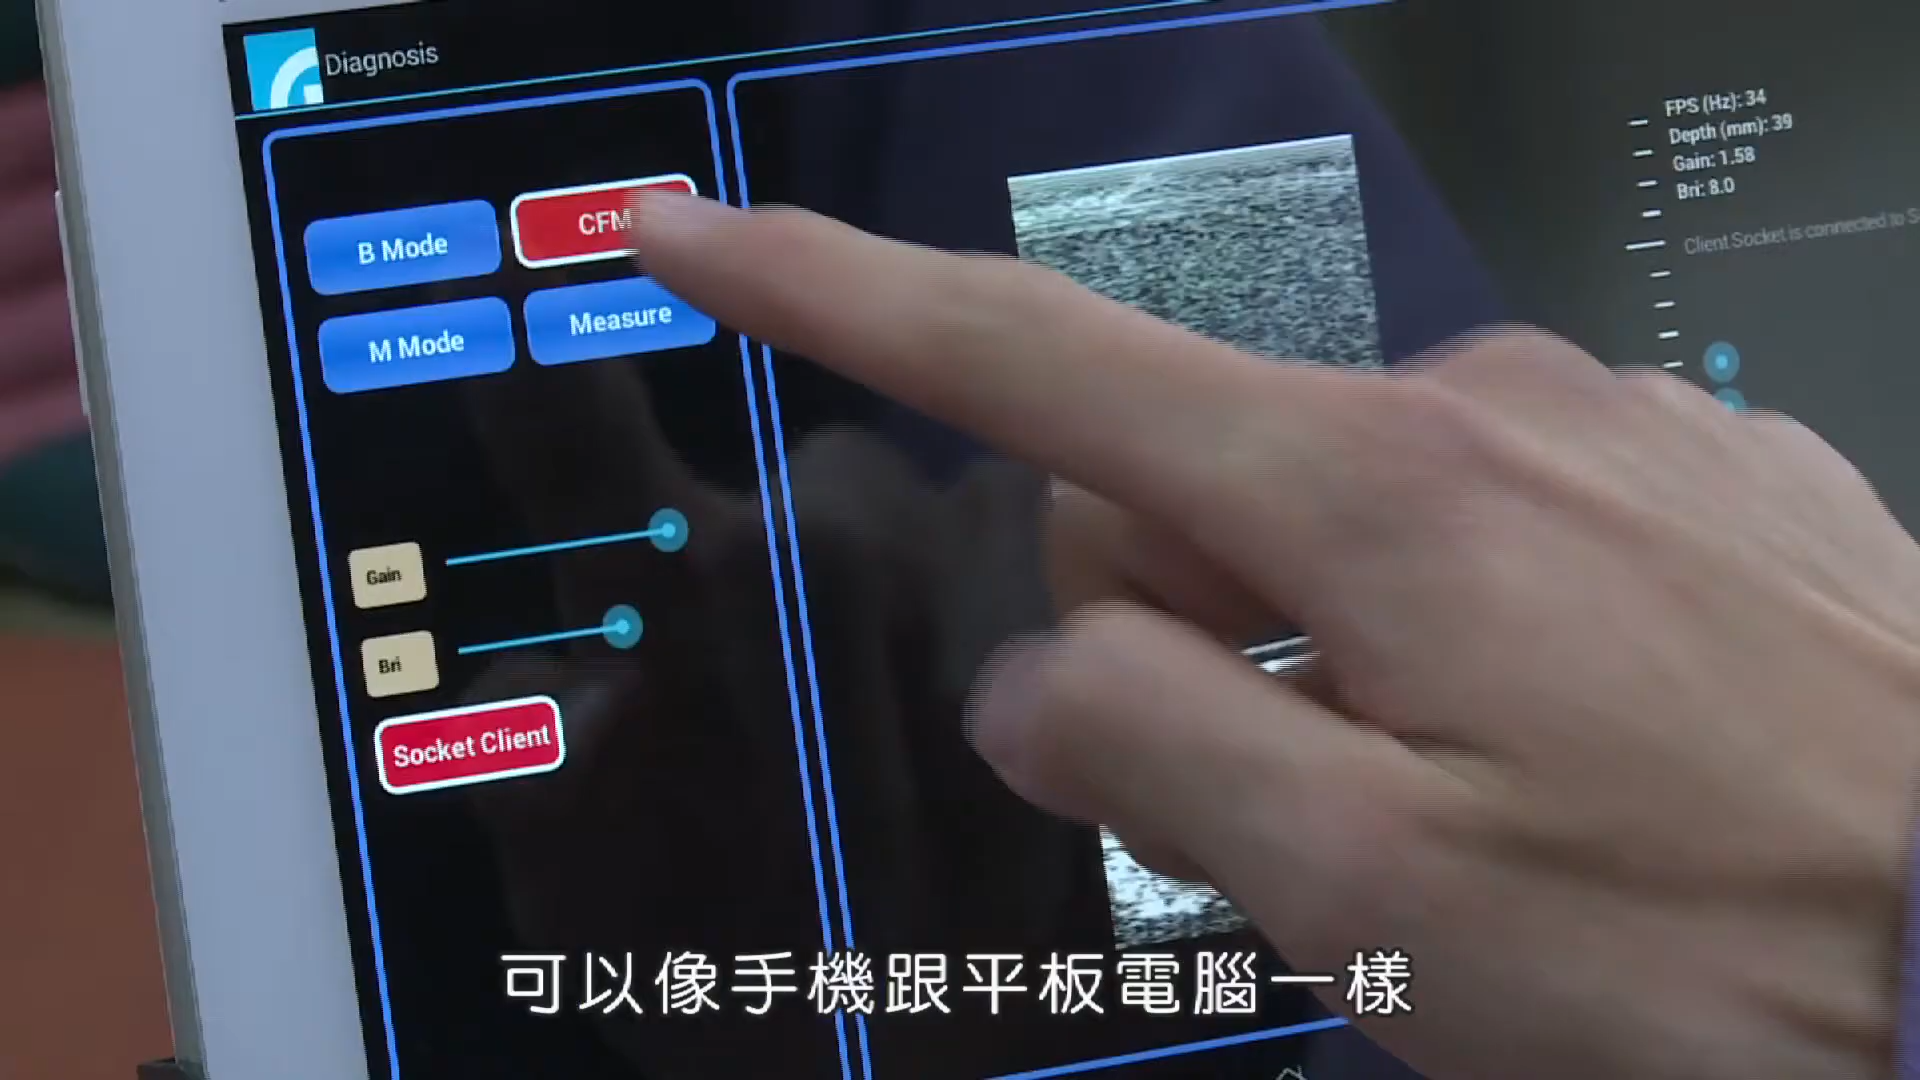 Diagnosis
B Mode
CFM
M Mode
Measure
Gain
Bri
Socket Client
FPS (Hz): 34
Depth (mm): 39
Gain: 1.58
Bri: 8.0
Client Socket is connected to
可以像手機跟平板電腦一樣